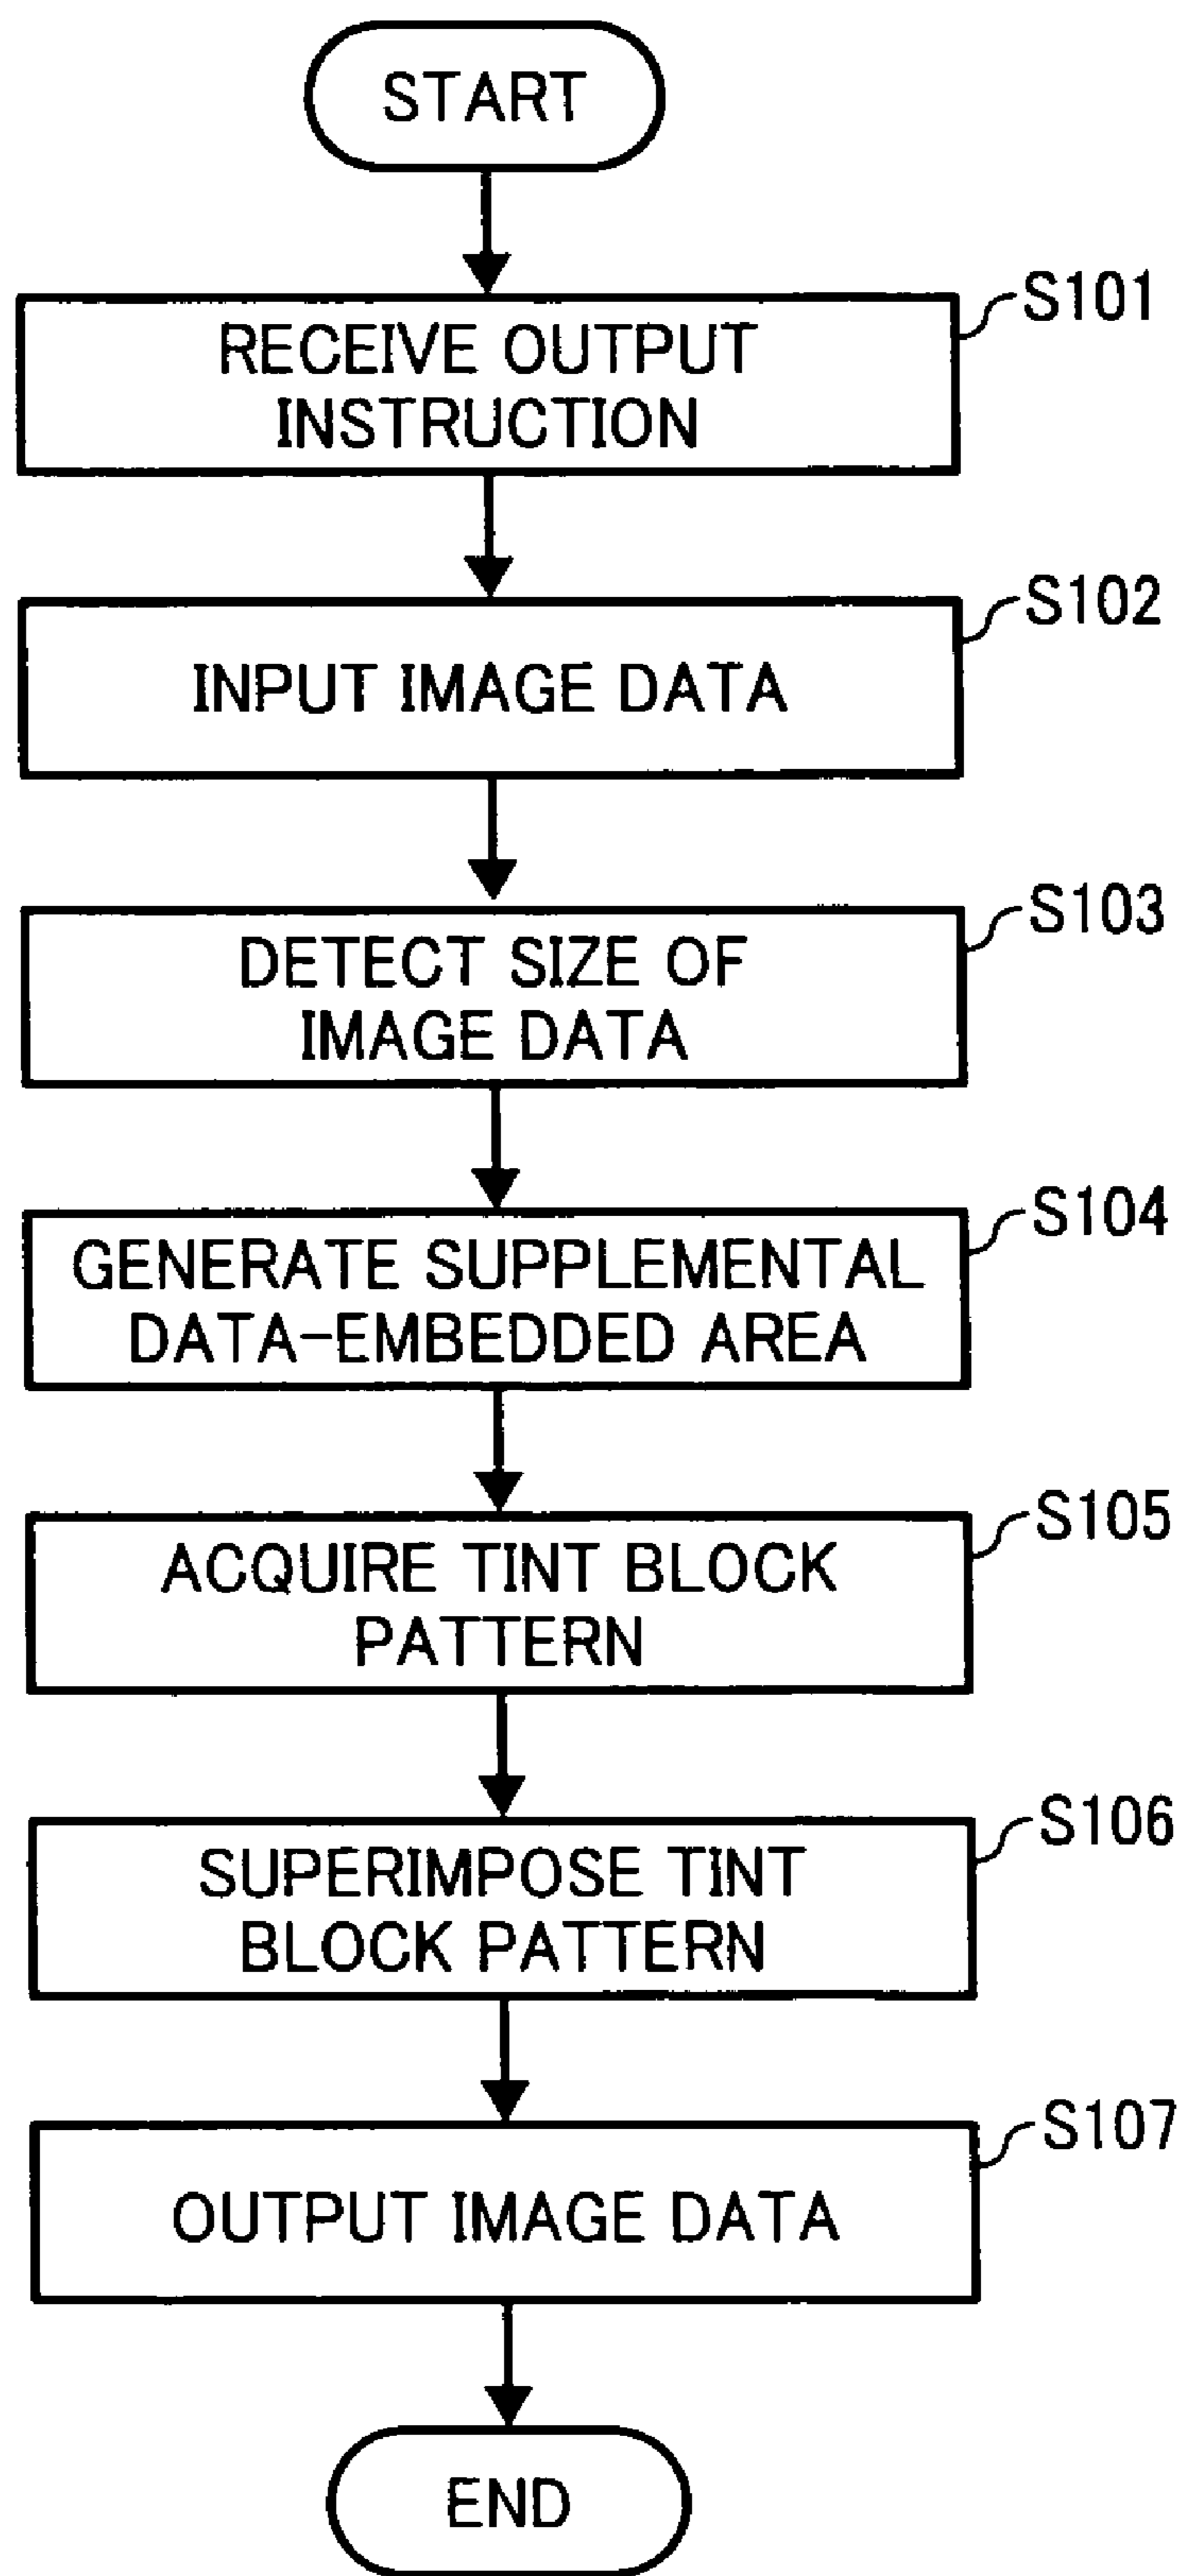 START
S101
RECEIVE OUTPUT
INSTRUCTION
S102
INPUT IMAGE DATA
S103
DETECT SIZE OF
IMAGE DATA
S104
GENERATE SUPPLEMENTAL
DATA-EMBEDDED AREA
S105
ACQUIRE TINT BLOCK
PATTERN
S106
SUPERIMPOSE TINT
BLOCK PATTERN
S107
OUTPUT IMAGE DATA
END